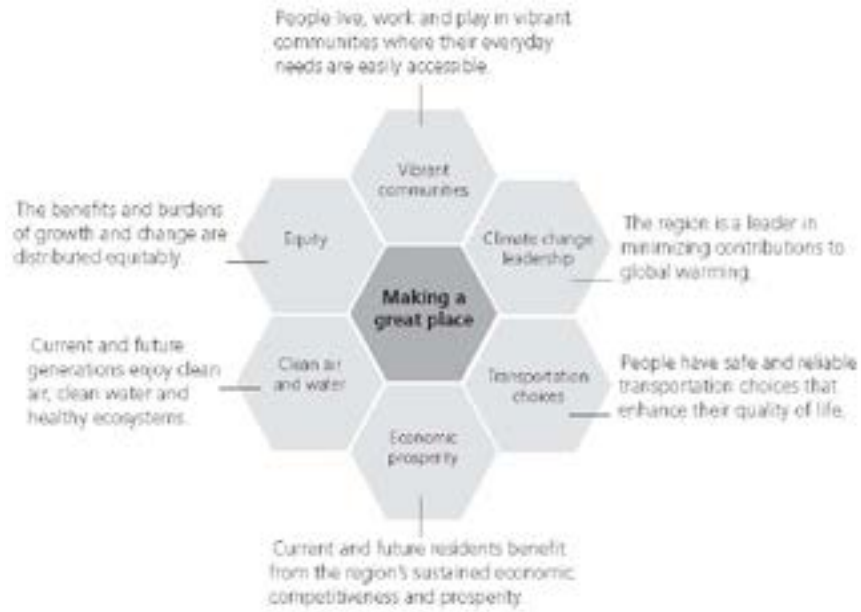 People live, work and play in vibrant
communities where their everyday
needs are easily accessible.
Vibrant
communities
The benefits and burdens
of growth and change are
distributed equitably.
Equity
Climate change
leadership
The region is a leader in
minimizing contributions to
global warming.
Making a
great place
Current and future
generations enjoy clean
air, clean water and
healthy ecosystems.
Clean air
and water
Transportation
choices
People have safe and reliable
transportation choices that
enhance their quality of life.
Economic
prosperity
Current and future residents benefit
from the region's sustained economic
competitiveness and prosperity